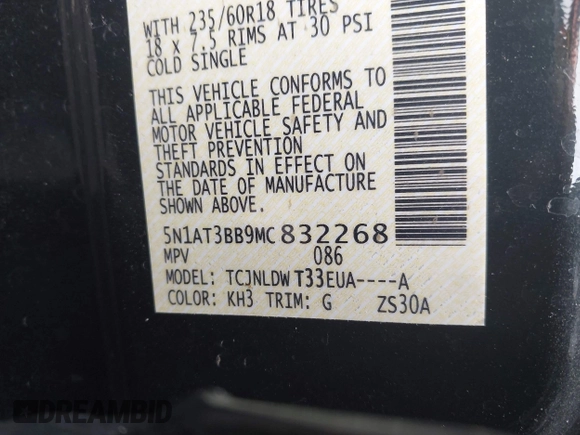 WITH 235/60R18 TIRES
18 x 7.5 RIMS AT 30 PSI
COLD SINGLE
THIS VEHICLE CONFORMS TO
ALL APPLICABLE FEDERAL
MOTOR VEHICLE SAFETY AND
THEFT PREVENTION
STANDARDS IN EFFECT ON
THE DATE OF MANUFACTURE
SHOWN ABOVE.
5N1AT3BB9MC832268
MPV 086
MODEL: TCJNLDWT33EUA----A
COLOR: KH3 TRIM: G ZS30A
DREAMBID